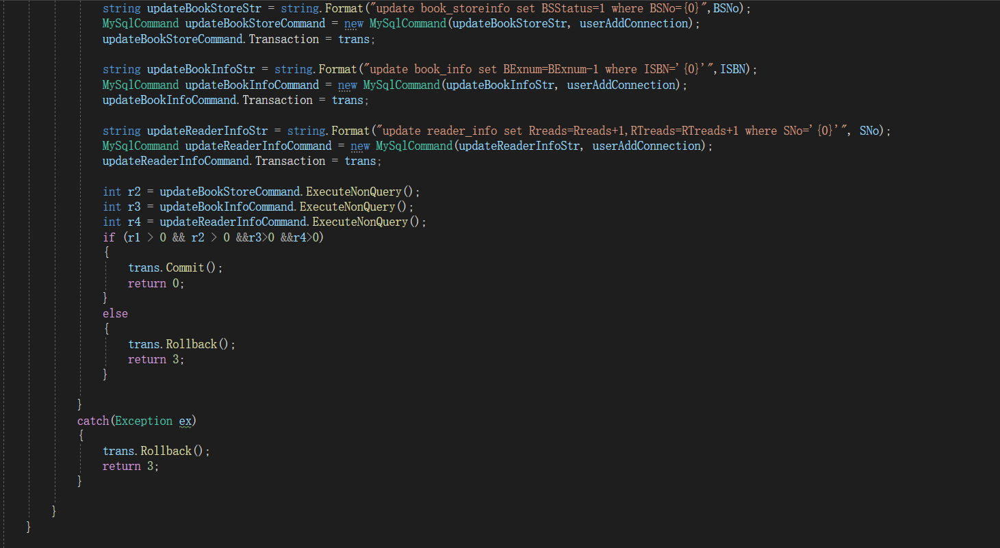 string updateBookStoreStr = string.Format("update book_storeinfo set BSStatus=1 where BSNo={0}",BSNo);
MySqlCommand updateBookStoreCommand = new MySqlCommand(updateBookStoreStr, userAddConnection);
updateBookStoreCommand.Transaction = trans;
string updateBookInfoStr = string.Format("update book_info set BExnum=BExnum-1 where ISBN='{0}'",ISBN);
MySqlCommand updateBookInfoCommand = new MySqlCommand(updateBookInfoStr, userAddConnection);
updateBookInfoCommand.Transaction = trans;
string updateReaderInfoStr = string.Format("update reader_info set Rreads=Rreads+1,RTreads=RTreads+1 where SNo='{0}'", SNo);
MySqlCommand updateReaderInfoCommand = new MySqlCommand(updateReaderInfoStr, userAddConnection);
updateReaderInfoCommand.Transaction = trans;
int r2 = updateBookStoreCommand.ExecuteNonQuery();
int r3 = updateBookInfoCommand.ExecuteNonQuery();
int r4 = updateReaderInfoCommand.ExecuteNonQuery();
if (r1 > 0 && r2 > 0 &&r3>0 &&r4>0)
{
trans.Commit();
return 0;
}
else
{
trans.Rollback();
return 3;
}
}
catch(Exception ex)
{
trans.Rollback();
return 3;
}
}
}